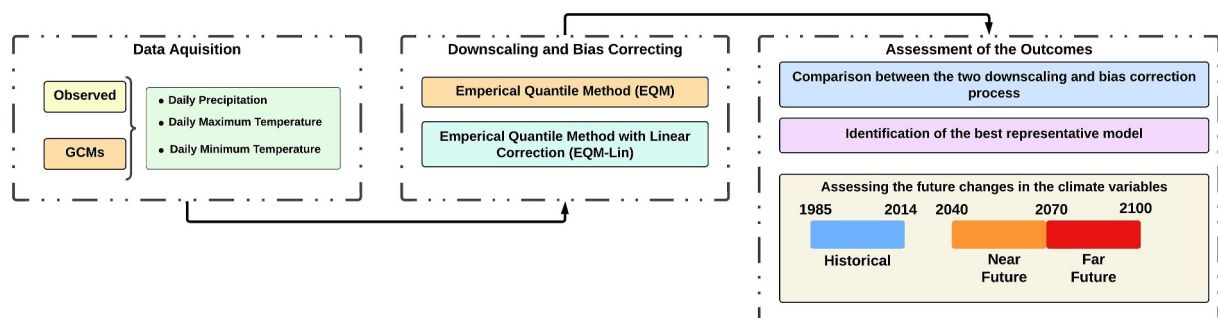 Data Aquisition
Observed
GCMs
• Daily Precipitation
• Daily Maximum Temperature
• Daily Minimum Temperature
Downscaling and Bias Correcting
Emperical Quantile Method (EQM)
Emperical Quantile Method with Linear
Correction (EQM-Lin)
Assessment of the Outcomes
Comparison between the two downscaling and bias correction
process
Identification of the best representative model
Assessing the future changes in the climate variables
1985 2014 2040 2070 2100
Historical
Near
Future
Far
Future